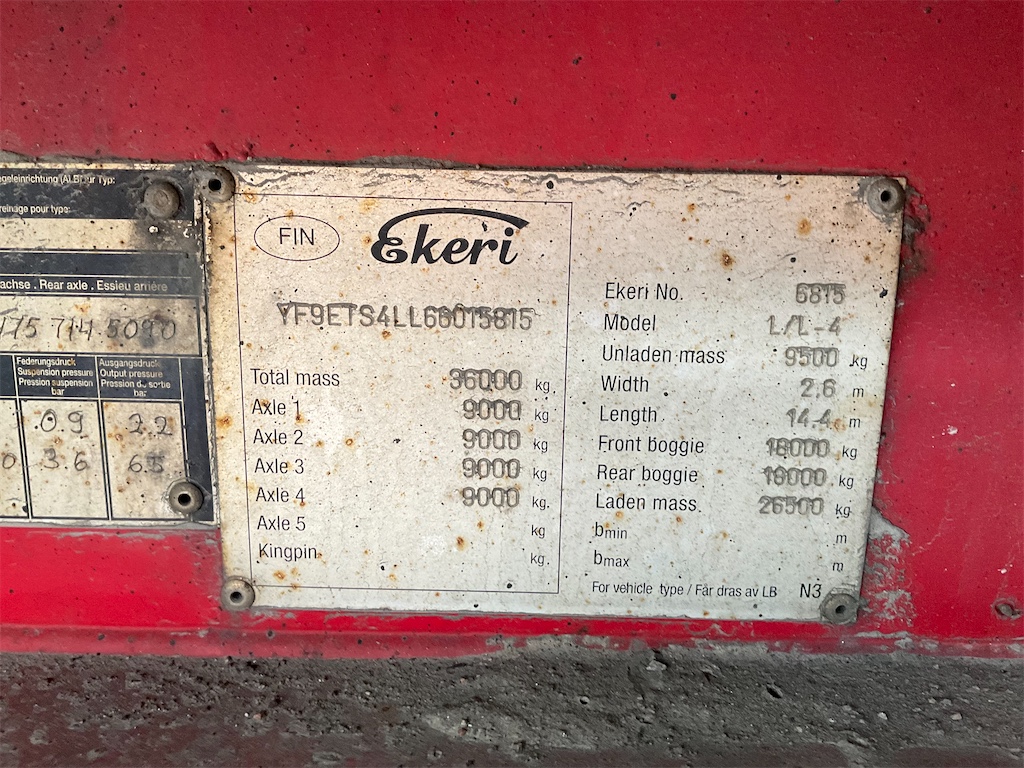 geleinrichtung (ALB) für Typ:
reinage pour type:
achse . Rear axle . Essieu arrière
175 714 5090
Federungsdruck
Suspension pressure
Pression suspension
bar
Ausgangsdruck
Output pressure
Pression de sortie
bar
0.9 2.2
0 3.6 6.5
FIN
Ekeri
Total mass 36000 kg
Axle 1 9000 kg
Axle 2 9000 kg
Axle 3 9000 kg
Axle 4 9000 kg.
Axle 5 kg
Kingpin kg.
Ekeri No. 6815
Model L/L-4
Unladen mass 9500 kg
Width 2,6 m
Length 14.4 m
Front boggie 18000 kg
Rear boggie 18000 kg
Laden mass 26500 kg
bmin m
bmax m
For vehicle type / Får dras av LB N3